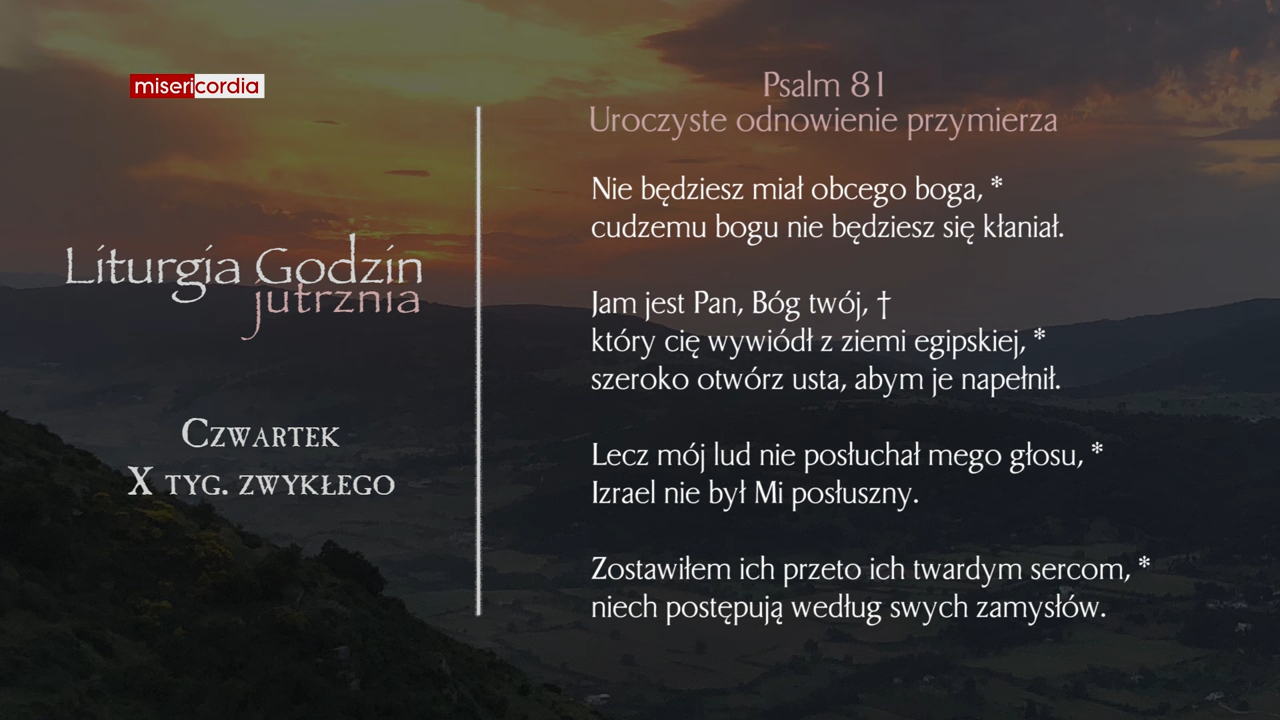 misericordia
Liturgia Godzin
jutrznia
Czwartek
X tyg. zwykłego
Psalm 81
Uroczyste odnowienie przymierza
Nie będziesz miał obcego boga, *
cudzemu bogu nie będziesz się kłaniał.
Jam jest Pan, Bóg twój, †
który cię wywiódł z ziemi egipskiej, *
szeroko otwórz usta, abym je napełnił.
Lecz mój lud nie posłuchał mego głosu, *
Izrael nie był Mi posłuszny.
Zostawiłem ich przeto ich twardym sercom, *
niech postępują według swych zamysłów.